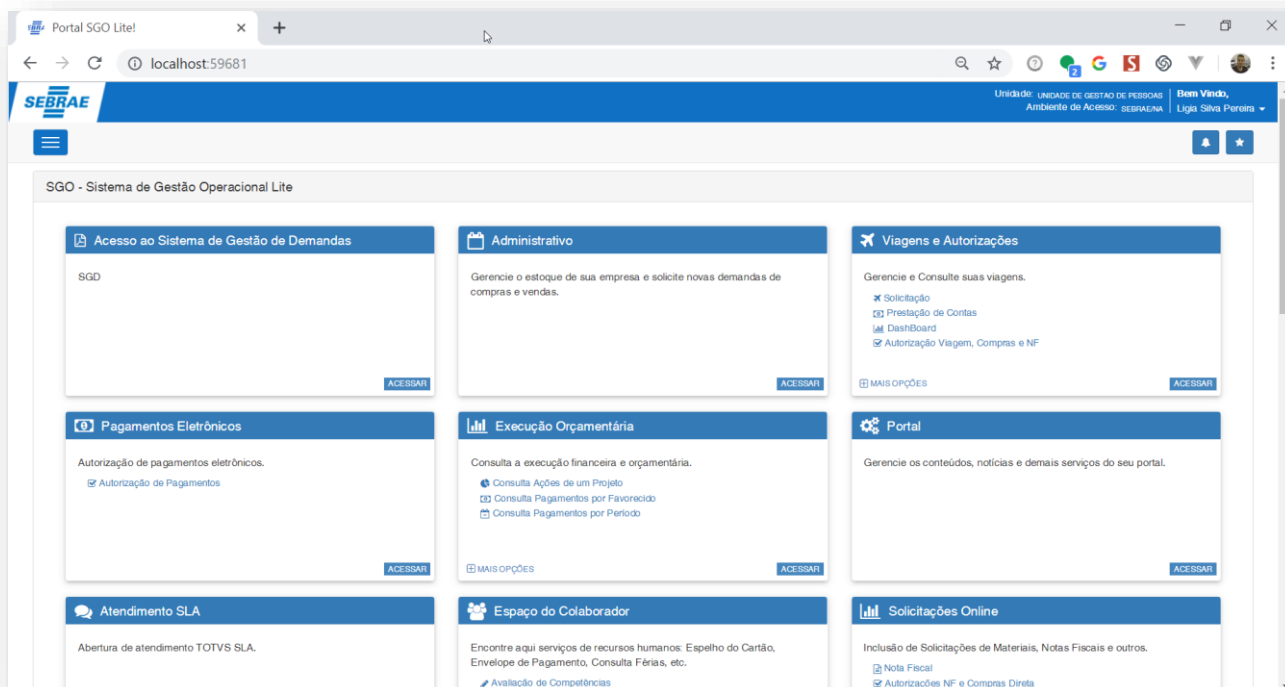 Portal SGO Lite!
localhost:59681
2
SEBRAE
Unidade: UNIDADE DE GESTAO DE PESSOAS
Ambiente de Acesso: SEBRAE/NA
Bem Vindo,
Ligia Silva Pereira
SGO - Sistema de Gestão Operacional Lite
Acesso ao Sistema de Gestão de Demandas
SGD
ACESSAR
Administrativo
Gerencie o estoque de sua empresa e solicite novas demandas de
compras e vendas.
ACESSAR
Viagens e Autorizações
Gerencie e Consulte suas viagens.
Solicitação
Prestação de Contas
DashBoard
Autorização Viagem, Compras e NF
MAIS OPÇÕES
ACESSAR
Pagamentos Eletrônicos
Autorização de pagamentos eletrônicos.
Autorização de Pagamentos
ACESSAR
Execução Orçamentária
Consulta a execução financeira e orçamentária.
Consulta Ações de um Projeto
Consulta Pagamentos por Favorecido
Consulta Pagamentos por Período
MAIS OPÇÕES
ACESSAR
Portal
Gerencie os conteúdos, notícias e demais serviços do seu portal.
ACESSAR
Atendimento SLA
Abertura de atendimento TOTVS SLA.
Espaço do Colaborador
Encontre aqui serviços de recursos humanos: Espelho do Cartão,
Envelope de Pagamento, Consulta Férias, etc.
Avaliação de Competências
Solicitações Online
Inclusão de Solicitações de Materiais, Notas Fiscais e outros.
Nota Fiscal
Autorizações NF e Compras Direta